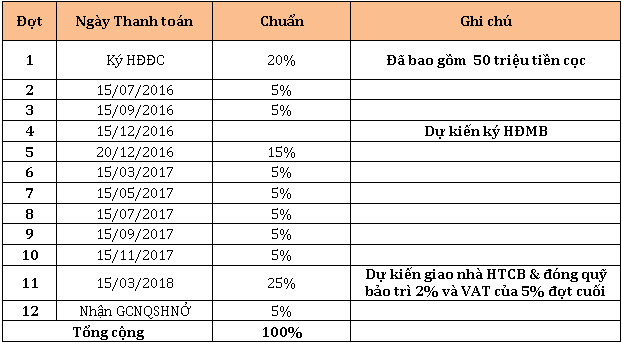 Đợt Ngày Thanh toán Chuẩn Ghi chú
1 Ký HĐĐC 20% Đã bao gồm 50 triệu tiền cọc
2 15/07/2016 5%
3 15/09/2016 5%
4 15/12/2016 Dự kiến ký HĐMB
5 20/12/2016 15%
6 15/03/2017 5%
7 15/05/2017 5%
8 15/07/2017 5%
9 15/09/2017 5%
10 15/11/2017 5%
11 15/03/2018 25% Dự kiến giao nhà HTCB & đóng quỹ
bảo trì 2% và VAT của 5% đợt cuối
12 Nhận GCNQSHNỞ 5%
Tổng cộng 100%